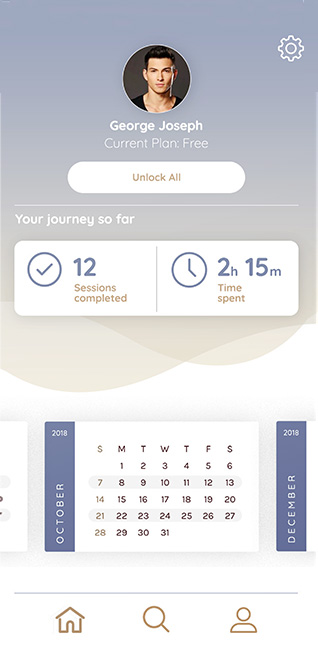 George Joseph
Current Plan: Free
Unlock All
Your journey so far
12
Sessions
completed
2h 15m
Time
spent
2018
OCTOBER
S M T W T F S
1 2 3 4 5 6
7 8 9 10 11 12 13
14 15 16 17 18 19 20
21 22 23 24 25 26 27
28 29 30 31
2018
DECEMBER